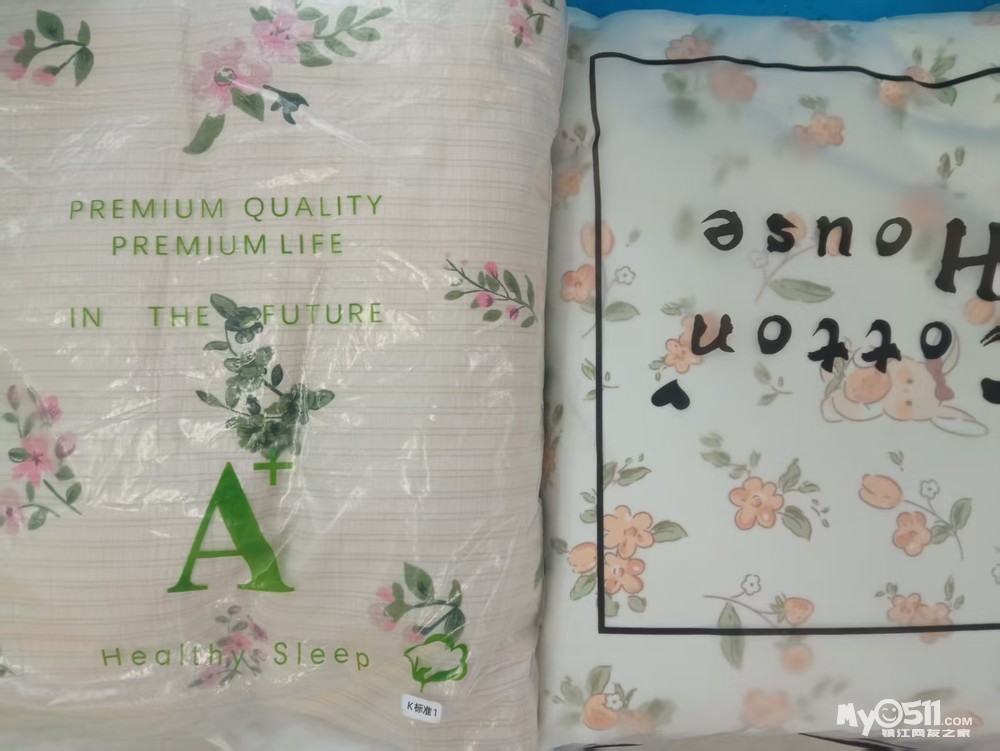 PREMIUM QUALITY
PREMIUM LIFE
IN THE FUTURE
A+
Healthy Sleep
K标准1
House
otton
My0511.COM
镇江网友之家